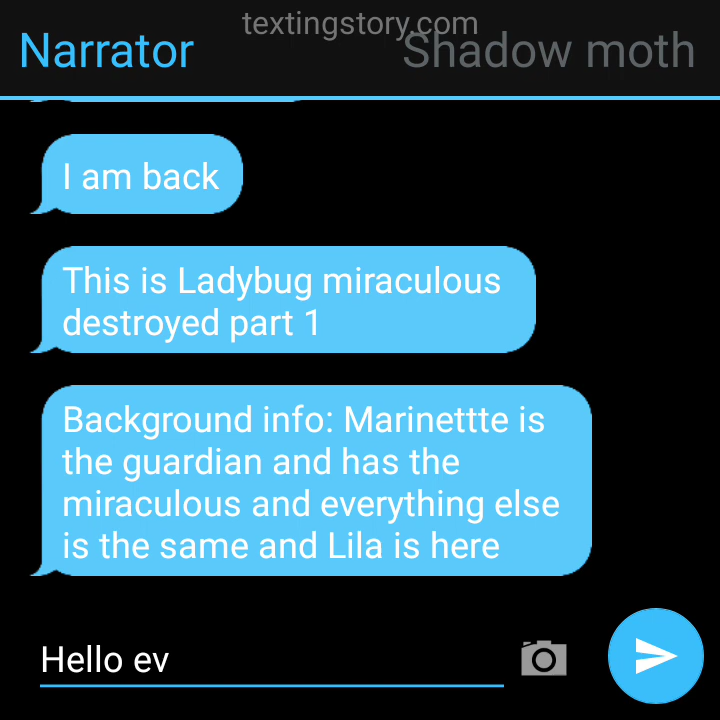 textingstory.com
Narrator
Shadow moth
I am back
This is Ladybug miraculous
destroyed part 1
Background info: Marinettte is
the guardian and has the
miraculous and everything else
is the same and Lila is here
Hello ev